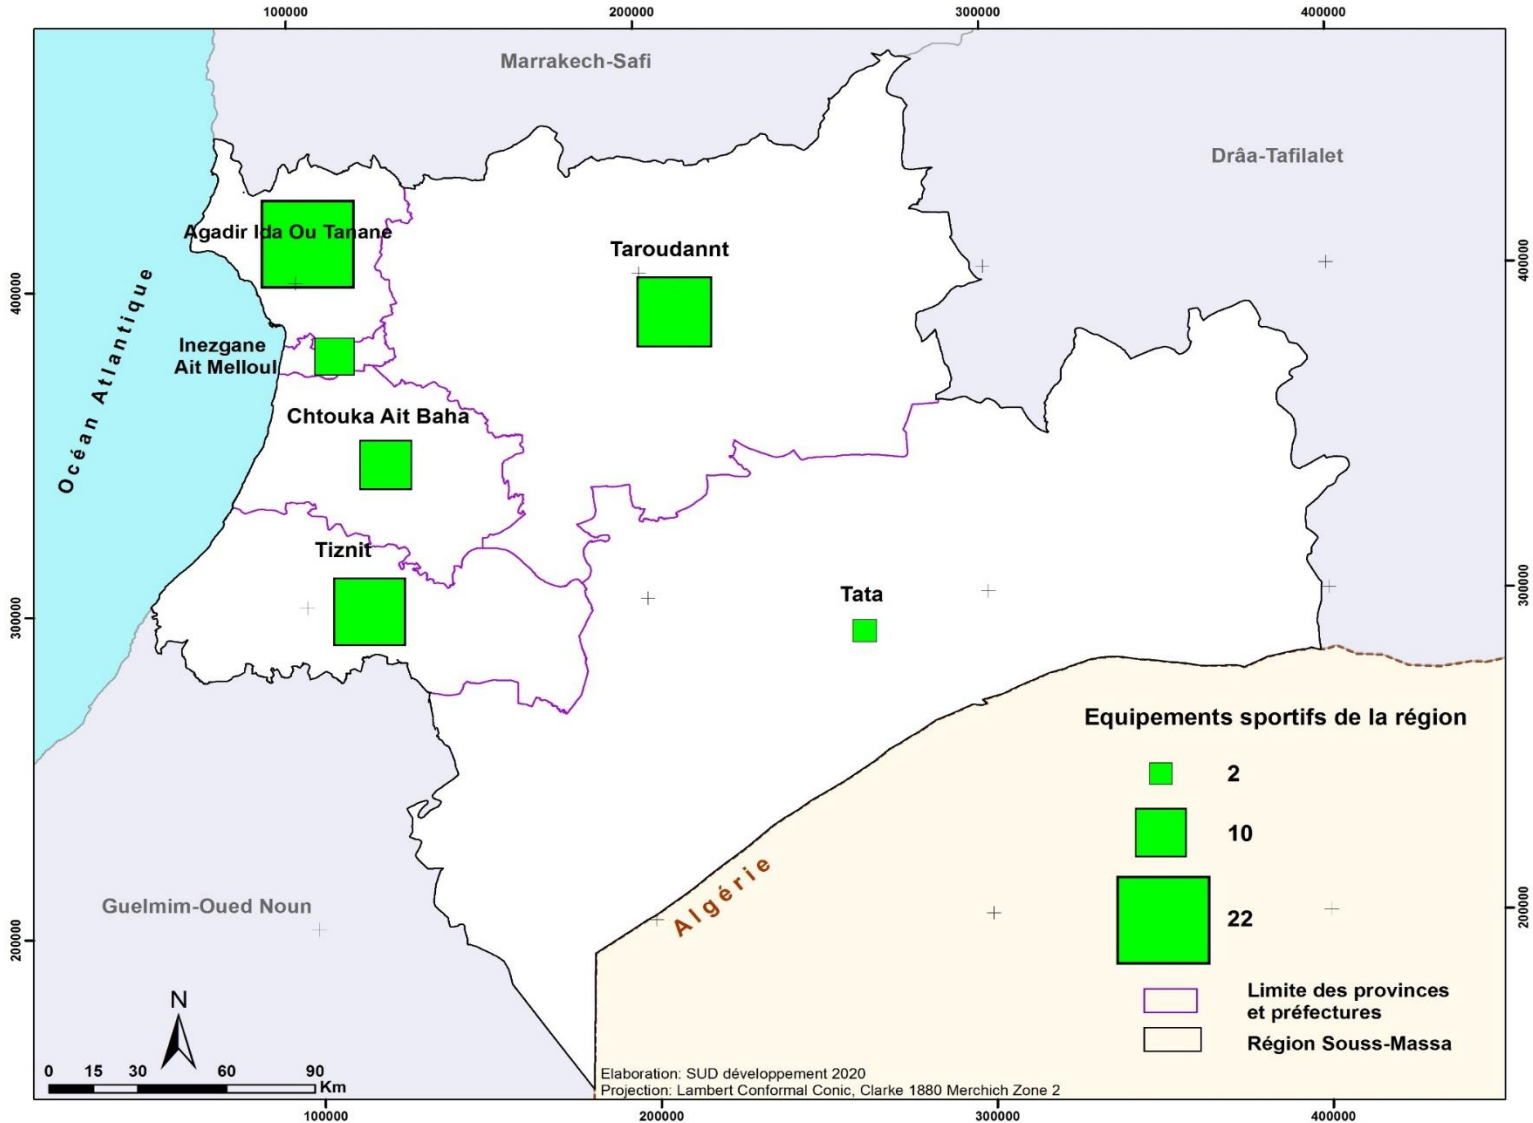 100000
200000
300000
400000
Marrakech-Safi
Drâa-Tafilalet
Agadir Ida Ou Tanane
Taroudannt
400000
400000
Océan Atlantique
Inezgane
Ait Melloul
Chtouka Ait Baha
Tiznit
Tata
300000
300000
Equipements sportifs de la région
2
10
22
Algérie
Guelmim-Oued Noun
200000
200000
Limite des provinces
et préfectures
Région Souss-Massa
N
0 15 30 60 90
Km
Elaboration: SUD développement 2020
Projection: Lambert Conformal Conic, Clarke 1880 Merchich Zone 2
100000
200000
300000
400000